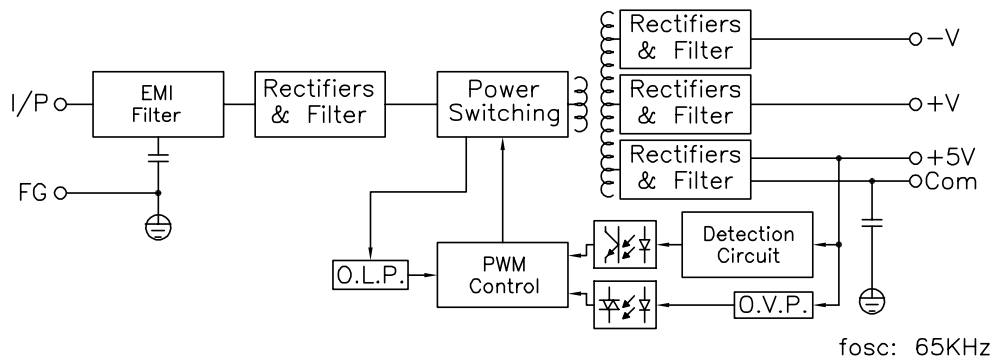 Rectifiers
& Filter
−V
I/P
EMI
Filter
Rectifiers
& Filter
Power
Switching
Rectifiers
& Filter
+V
Rectifiers
& Filter
+5V
Com
FG
O.L.P.
PWM
Control
Detection
Circuit
O.V.P.
fosc: 65KHz